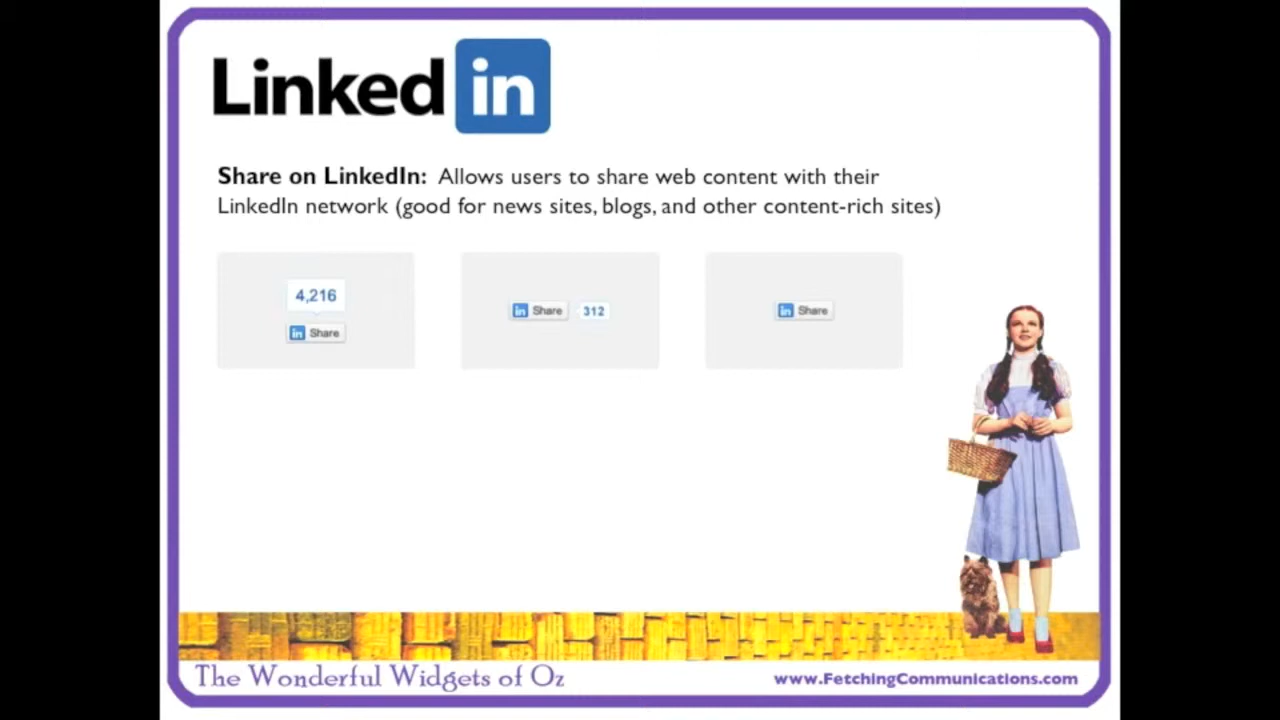 Linked in
Share on LinkedIn: Allows users to share web content with their
LinkedIn network (good for news sites, blogs, and other content-rich sites)
4,216
in Share
in Share 312
in Share
The Wonderful Widgets of Oz
www.FetchingCommunications.com